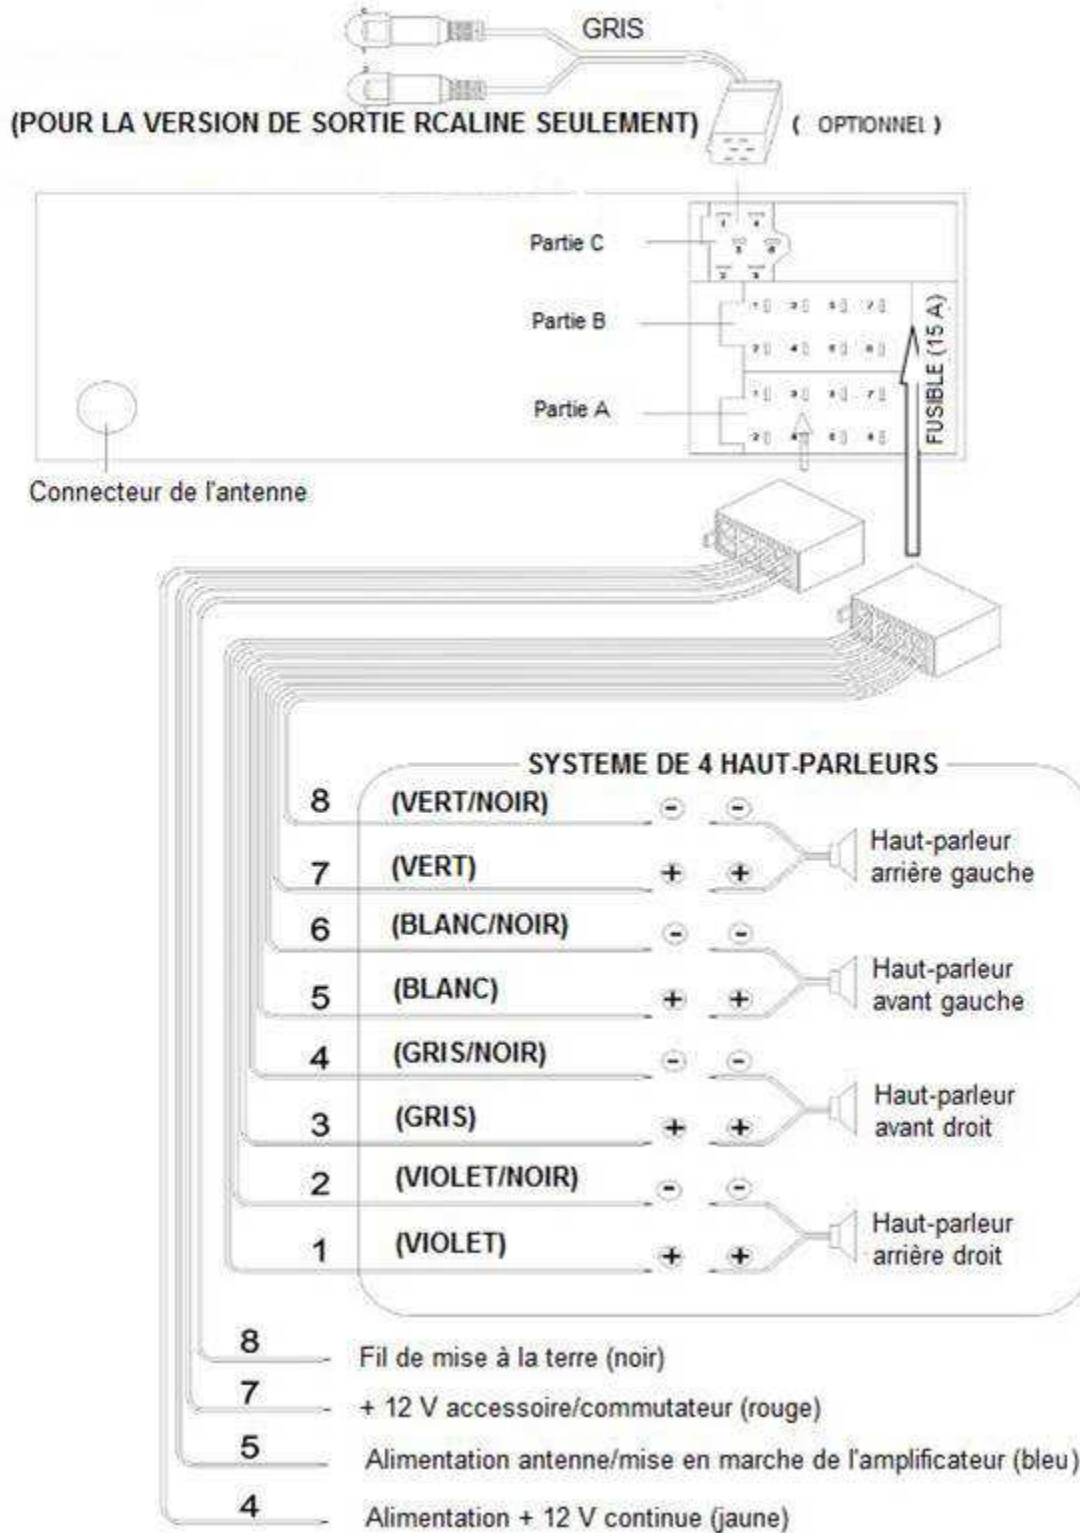 GRIS
(POUR LA VERSION DE SORTIE RCALINE SEULEMENT) ( OPTIONNEL )
Partie C
Partie B
Partie A
FUSIBLE (15 A)
Connecteur de l'antenne
SYSTEME DE 4 HAUT-PARLEURS
8 (VERT/NOIR) - -
Haut-parleur
arrière gauche
7 (VERT) + +
6 (BLANC/NOIR) - -
Haut-parleur
avant gauche
5 (BLANC) + +
4 (GRIS/NOIR) - -
Haut-parleur
avant droit
3 (GRIS) + +
2 (VIOLET/NOIR) - -
Haut-parleur
arrière droit
1 (VIOLET) + +
8 Fil de mise à la terre (noir)
7 + 12 V accessoire/commutateur (rouge)
5 Alimentation antenne/mise en marche de l'amplificateur (bleu)
4 Alimentation + 12 V continue (jaune)